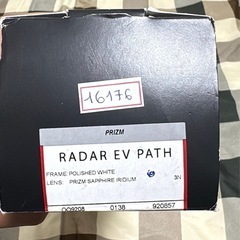 16176
PRIZM
RADAR EV PATH
FRAME: POLISHED WHITE
LENS: PRIZM SAPPHIRE IRIDIUM 3N
OO9208 0138 920857